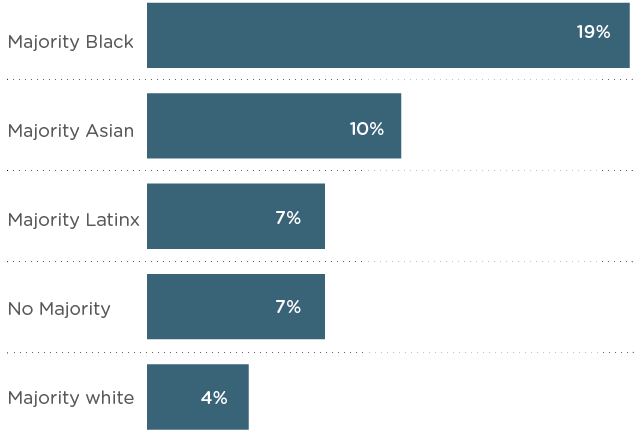 Majority Black 19%
Majority Asian 10%
Majority Latinx 7%
No Majority 7%
Majority white 4%